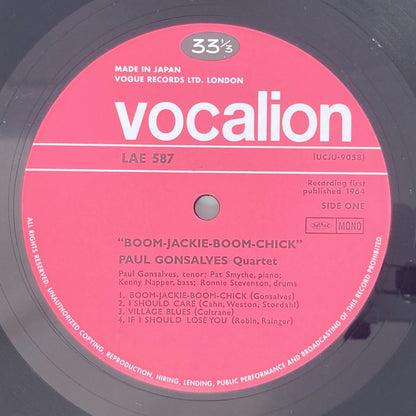 33⅓
MADE IN JAPAN
VOGUE RECORDS LTD. LONDON
vocalion
LAE 587
(UCJU-9058)
Recording first
published 1964
SIDE ONE
MONO
"BOOM-JACKIE-BOOM-CHICK"
PAUL GONSALVES Quartet
Paul Gonsalves, tenor; Pat Smythe, piano;
Kenny Napper, bass; Ronnie Stevenson, drums
1. BOOM-JACKIE-BOOM-CHICK (Gonsalves)
2. I SHOULD CARE (Cahn, Weston, Stordahl)
3. VILLAGE BLUES (Coltrane)
4. IF I SHOULD LOSE YOU (Robin, Rainger)
ALL RIGHTS RESERVED. UNAUTHORIZED COPYING, REPRODUCTION, HIRING, LENDING, PUBLIC PERFORMANCE AND BROADCASTING OF THIS RECORD PROHIBITED.